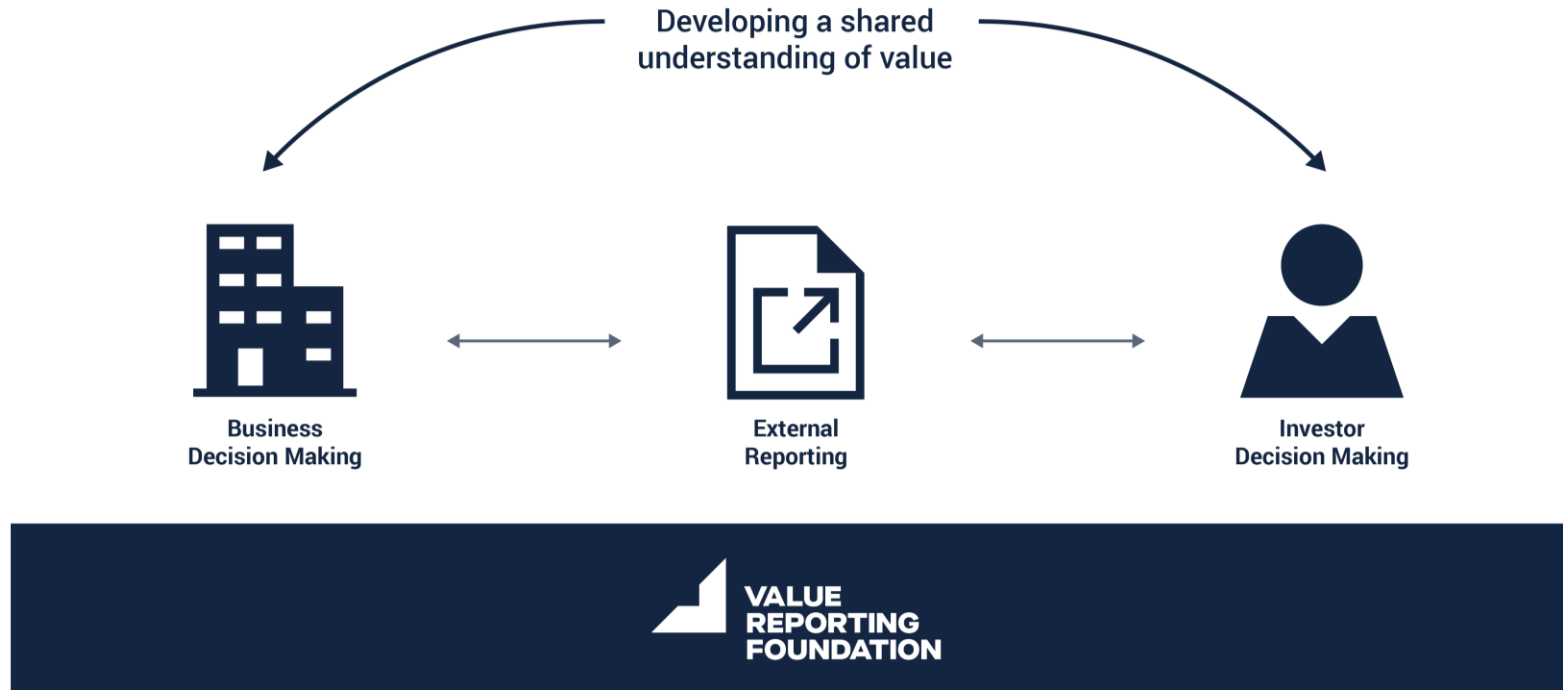 Developing a shared
understanding of value
Business
Decision Making
External
Reporting
Investor
Decision Making
VALUE
REPORTING
FOUNDATION